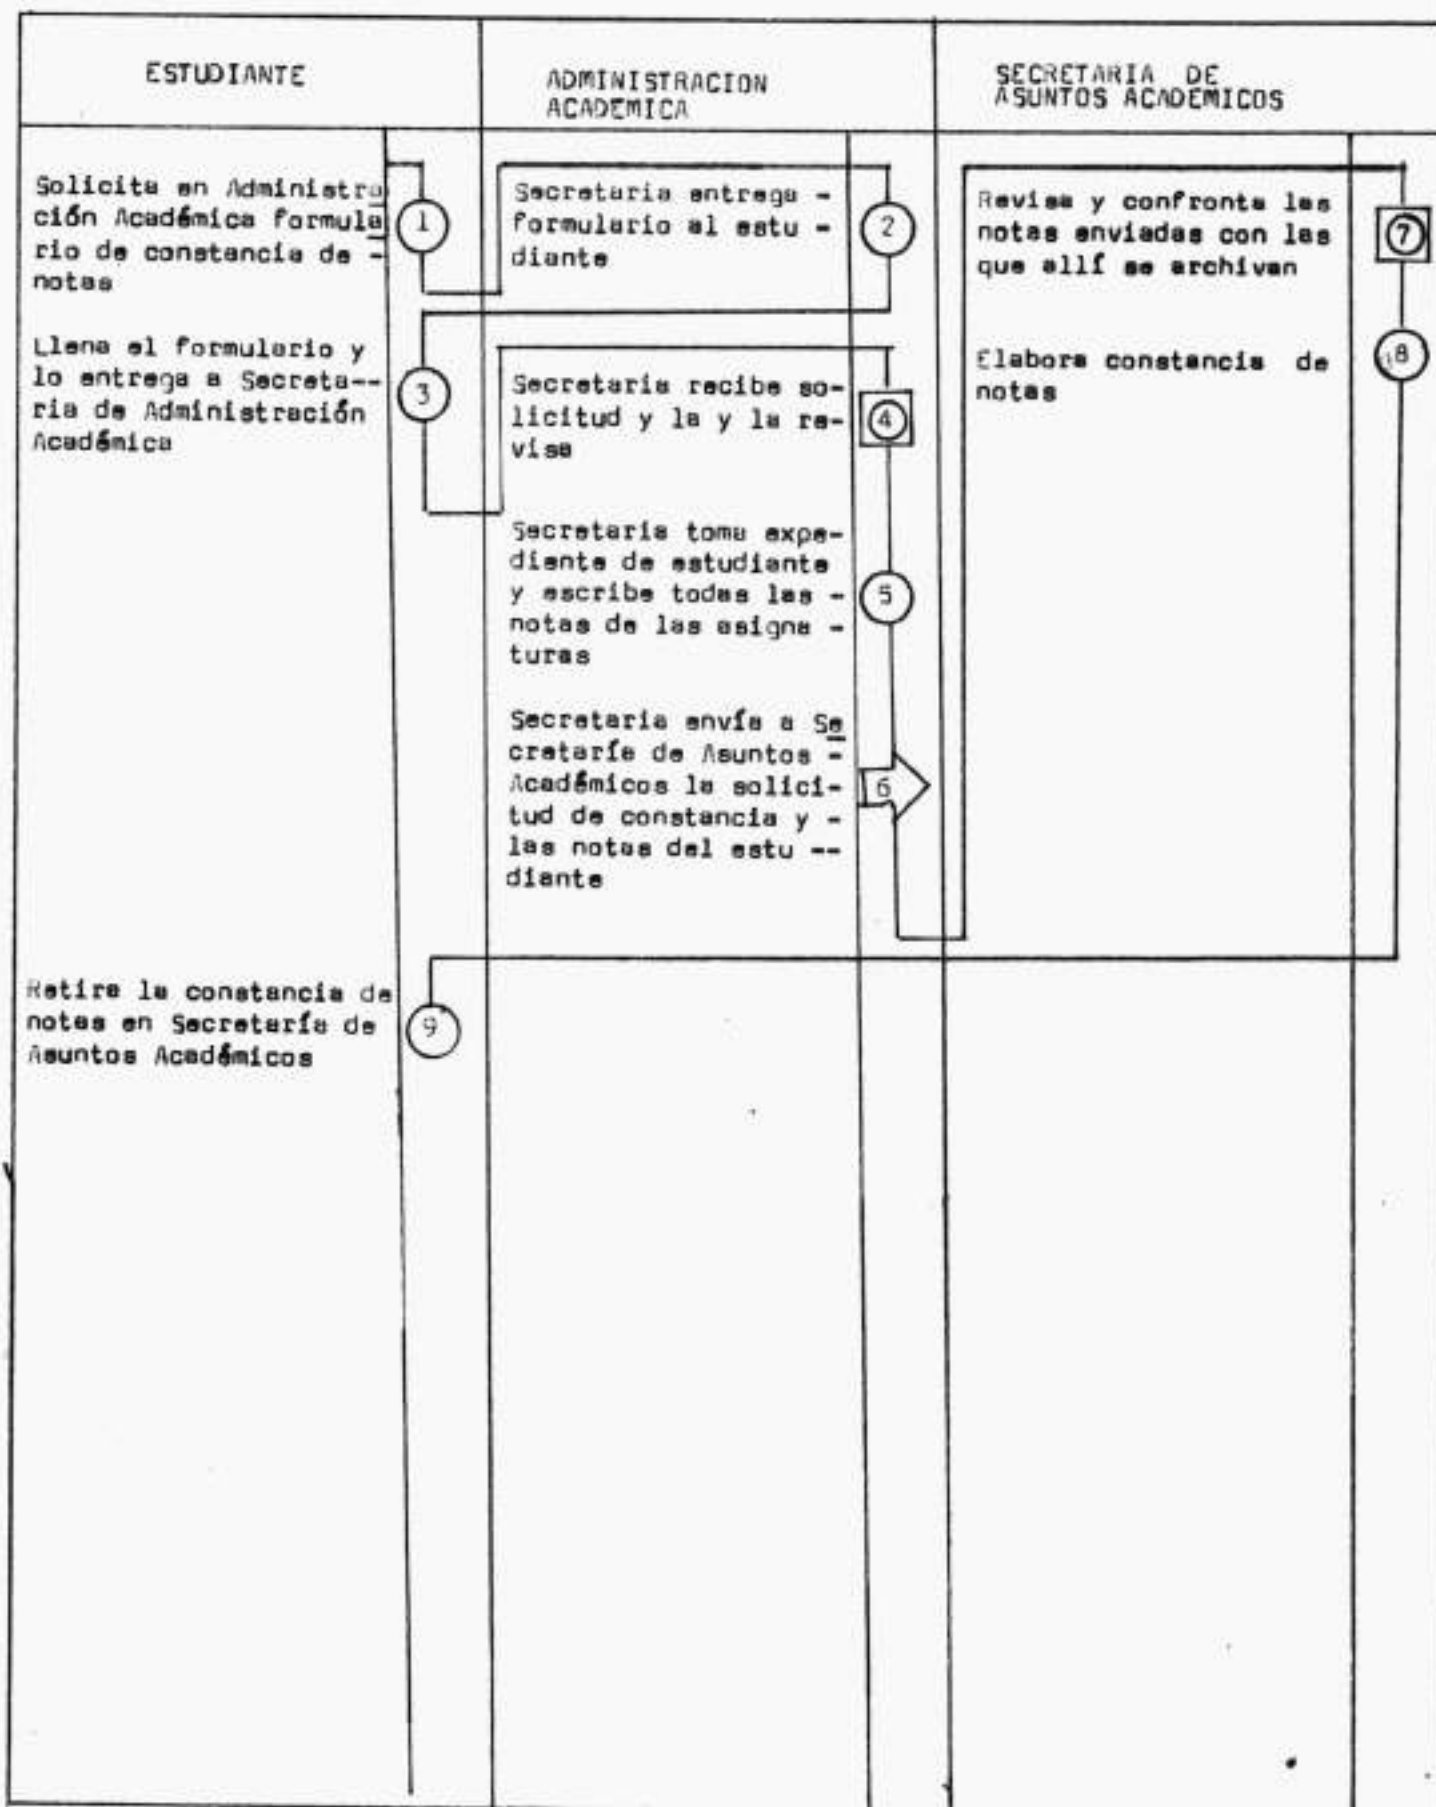 ESTUDIANTE
ADMINISTRACION
ACADEMICA
SECRETARIA DE
ASUNTOS ACADEMICOS
Solicita en Administra
ción Académica formula
rio de constancia de -
notas
1
Secretaria entrega -
formulario al estu -
diante
2
Llena el formulario y
lo entrega a Secreta--
ria de Administración
Académica
3
Secretaria recibe so-
licitud y la y la re-
visa
4
Secretaria toma expe-
diente de estudiante
y escribe todas las -
notas de las asigna -
turas
5
Secretaria envía a Se
cretaría de Asuntos -
Académicos la solici-
tud de constancia y -
las notas del estu --
diante
6
Revisa y confronta las
notas enviadas con las
que allí se archivan
7
Elabora constancia de
notas
8
Retira la constancia de
notas en Secretaría de
Asuntos Académicos
9